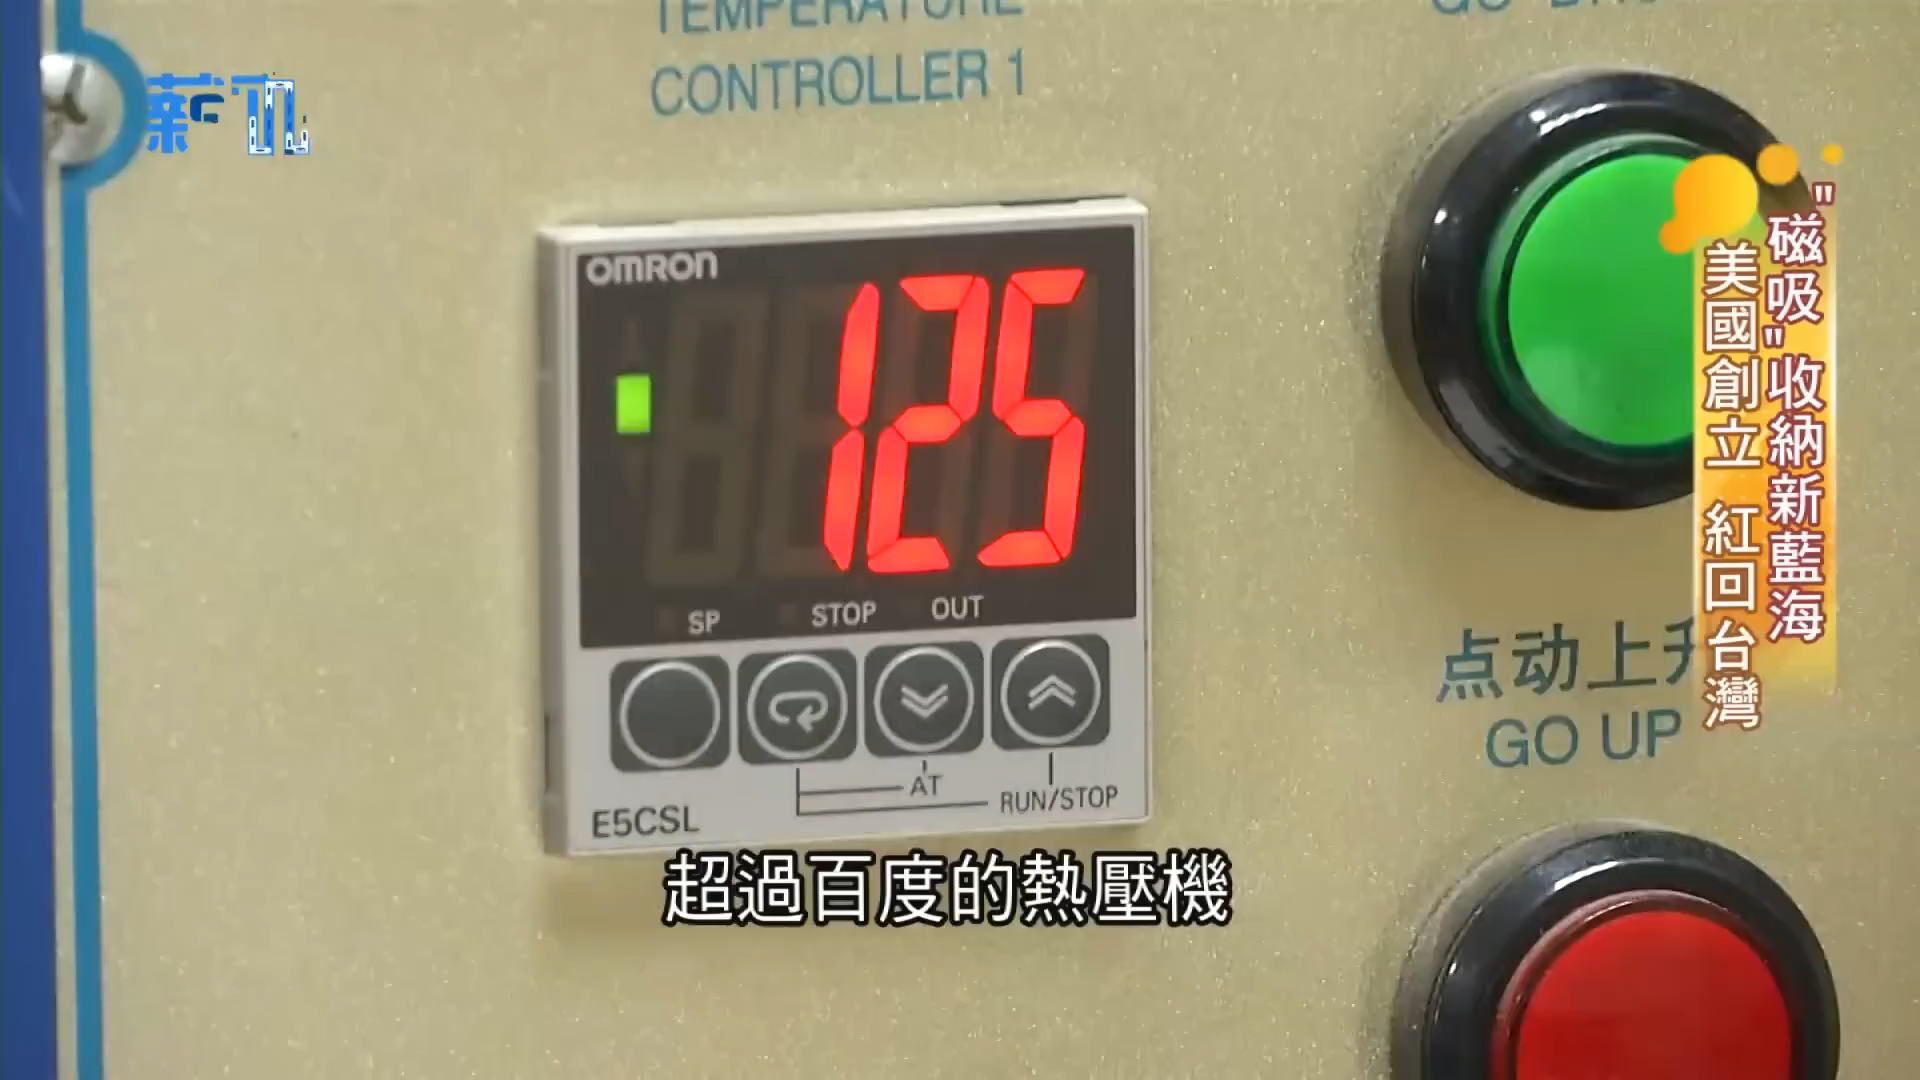 TEMPERATURE
CONTROLLER 1
薪
OMRON
125
SP STOP OUT
AT
RUN/STOP
E5CSL
点动上升
GO UP
"磁吸"收納新藍海
美國創立 紅回台灣
超過百度的熱壓機